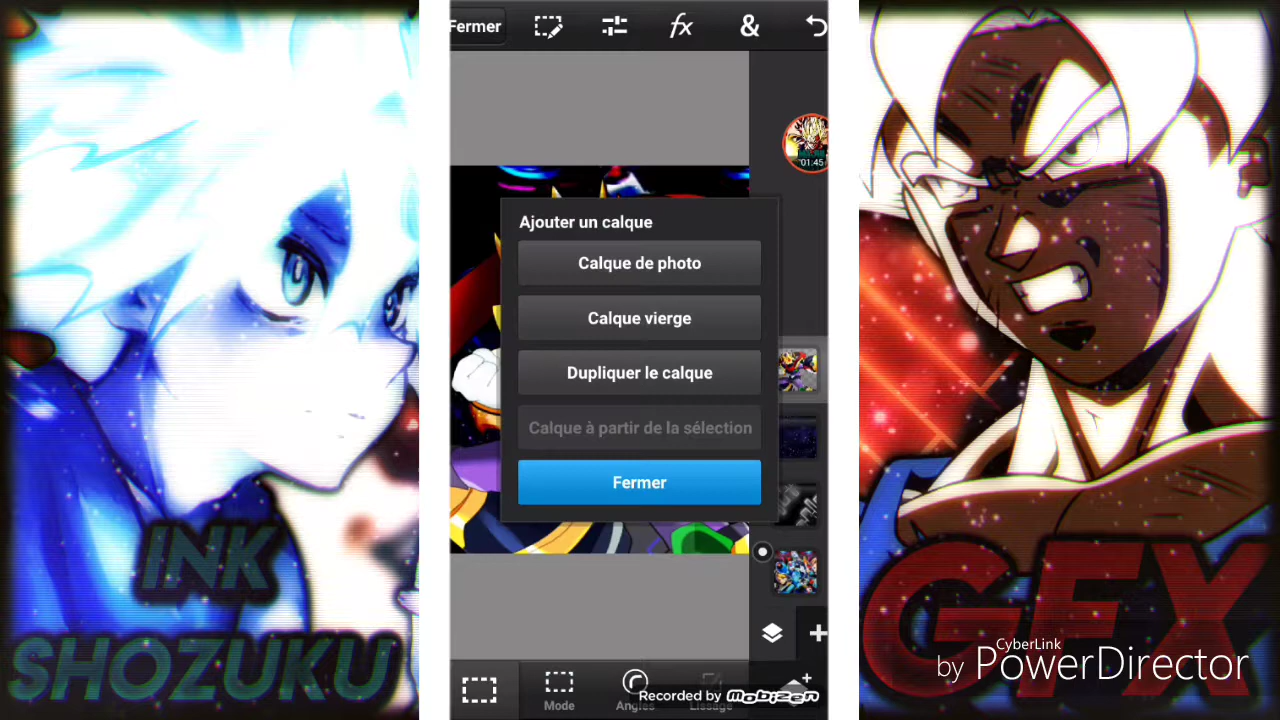 Fermer
fx
&
01:45
Ajouter un calque
Calque de photo
Calque vierge
Dupliquer le calque
Calque à partir de la sélection
Fermer
INK
SHOZUKU
GFX
CyberLink
by PowerDirector
Mode
Angles
Lissage
Recorded by Mobizen